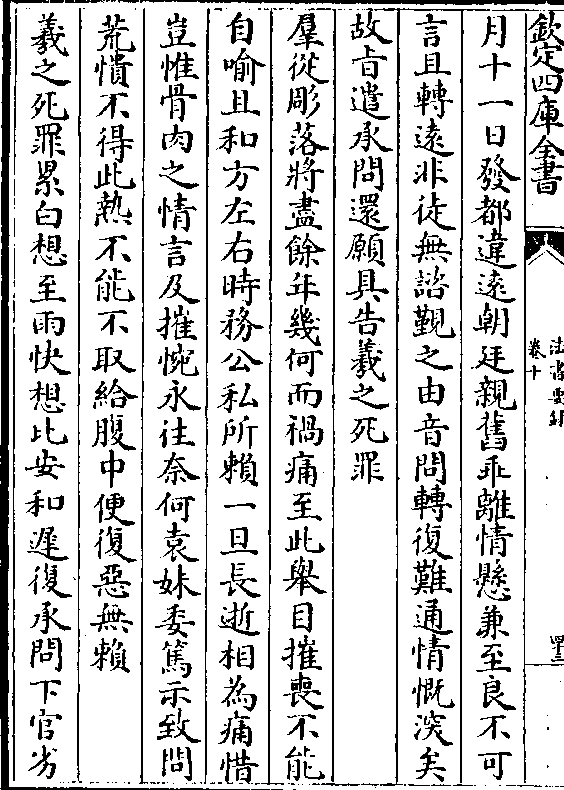 欽定四庫全書
法書要錄
卷十
四十三
月十一日發都違遠朝廷親舊乖離情懸兼至良不可
言且轉遠非徒無諮覲之由音問轉復難通情慨深矣
故旨遣承問還願具告羲之死罪
羣從彫落將盡餘年幾何而禍痛至此舉目摧喪不能
自喻且和方左右時務公私所賴一旦長逝相為痛惜
豈惟骨肉之情言及摧惋永往奈何袁妹委篤示致問
荒憒不得此熱不能不取給腹中便復惡無賴
羲之死罪累白想至雨快想比安和遲復承問下官劣